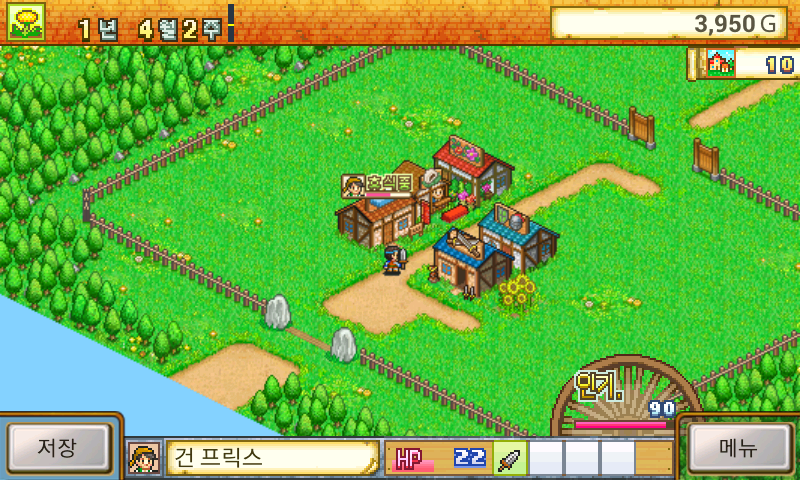 1년 4월2주
3,950G
10
휴식중
인기.
90
저장
건 프릭스
HP 22
메뉴